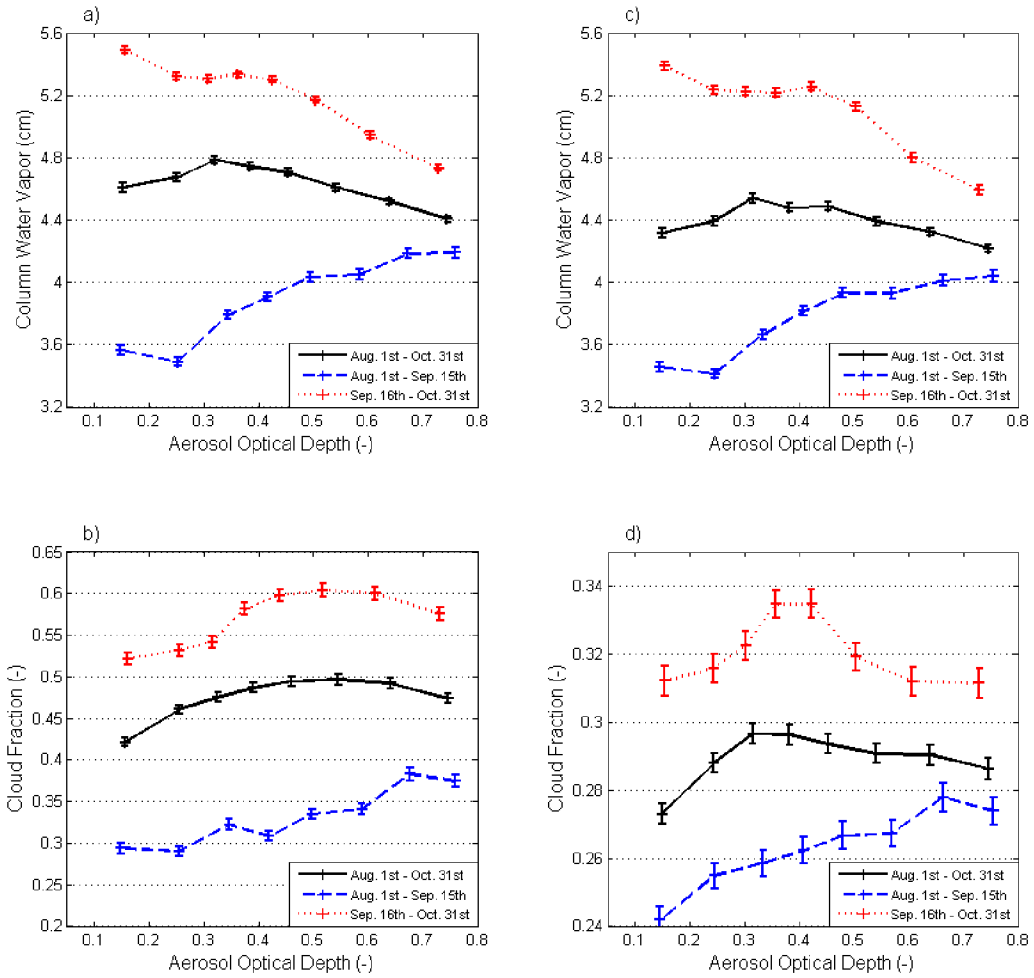 a)
5.6
5.2
4.8
4.4
4
3.6
3.2
Column Water Vapor (cm)
Aug. 1st - Oct. 31st
Aug. 1st - Sep. 15th
Sep. 16th - Oct. 31st
0.1 0.2 0.3 0.4 0.5 0.6 0.7 0.8
Aerosol Optical Depth (-)
c)
5.6
5.2
4.8
4.4
4
3.6
3.2
Column Water Vapor (cm)
Aug. 1st - Oct. 31st
Aug. 1st - Sep. 15th
Sep. 16th - Oct. 31st
0.1 0.2 0.3 0.4 0.5 0.6 0.7 0.8
Aerosol Optical Depth (-)
b)
0.65
0.6
0.55
0.5
0.45
0.4
0.35
0.3
0.25
0.2
Cloud Fraction (-)
Aug. 1st - Oct. 31st
Aug. 1st - Sep. 15th
Sep. 16th - Oct. 31st
0.1 0.2 0.3 0.4 0.5 0.6 0.7 0.8
Aerosol Optical Depth (-)
d)
0.34
0.32
0.3
0.28
0.26
0.24
Cloud Fraction (-)
Aug. 1st - Oct. 31st
Aug. 1st - Sep. 15th
Sep. 16th - Oct. 31st
0.1 0.2 0.3 0.4 0.5 0.6 0.7 0.8
Aerosol Optical Depth (-)